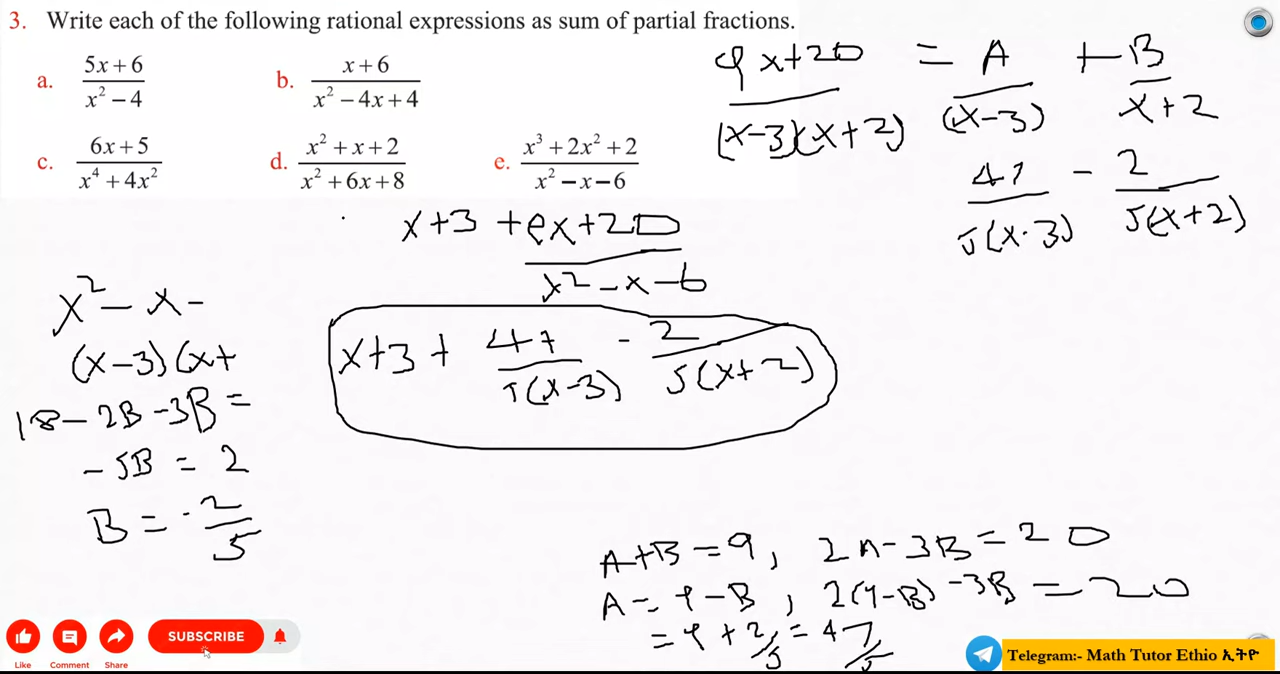 3. Write each of the following rational expressions as sum of partial fractions.
a. (5x + 6)/(x² − 4) b. (x + 6)/(x² − 4x + 4)
c. (6x + 5)/(x⁴ + 4x²) d. (x² + x + 2)/(x² + 6x + 8) e. (x³ + 2x² + 2)/(x² − x − 6)
(9x+20)/((x−3)(x+2)) = A/(x−3) + B/(x+2)
47/(5(x-3)) − 2/(5(x+2))
x+3 + (9x+20)/(x²−x−6)
x+3 + 47/(5(x−3)) − 2/(5(x+2))
x² − x −
(x−3)(x+
18 − 2B − 3B =
−5B = 2
B = -2/5
A+B = 9, 2A−3B = 20
A = 9−B, 2(9−B) −3B = 20
= 9 + 2/5 = 47/5
Like Comment Share SUBSCRIBE
Telegram:- Math Tutor Ethio ኢትዮ